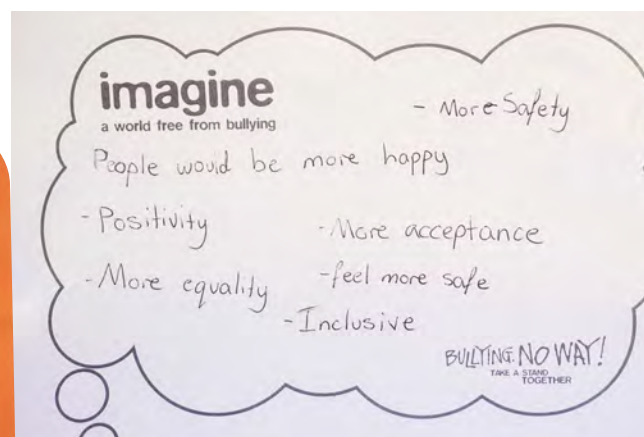 imagine
a world free from bullying
- More Safety
People would be more happy
- Positivity
- More acceptance
- More equality
- feel more safe
- Inclusive
BULLYING. NO WAY!
TAKE A STAND
TOGETHER